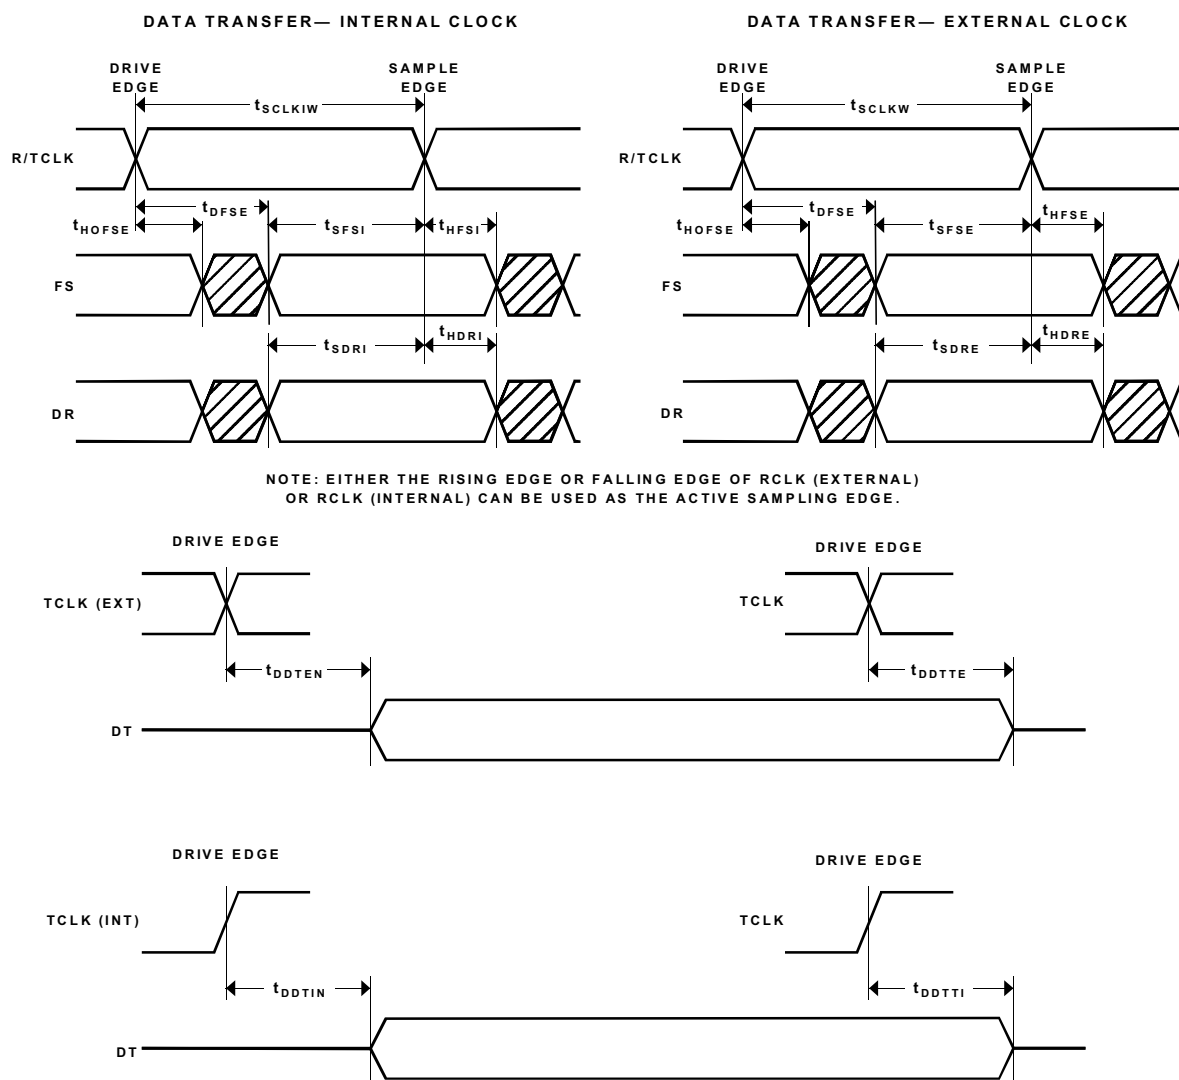 DATA TRANSFER— INTERNAL CLOCK
DRIVE EDGE
SAMPLE EDGE
tSCLKIW
R/TCLK
tDFSE
tHOFSE
tSFSI
tHFSI
FS
tSDRI
tHDRI
DR
DATA TRANSFER— EXTERNAL CLOCK
DRIVE EDGE
SAMPLE EDGE
tSCLKW
R/TCLK
tDFSE
tHOFSE
tSFSE
tHFSE
FS
tSDRE
tHDRE
DR
NOTE: EITHER THE RISING EDGE OR FALLING EDGE OF RCLK (EXTERNAL)
OR RCLK (INTERNAL) CAN BE USED AS THE ACTIVE SAMPLING EDGE.
DRIVE EDGE
DRIVE EDGE
TCLK (EXT)
TCLK
tDDTEN
tDDTTE
DT
DRIVE EDGE
DRIVE EDGE
TCLK (INT)
TCLK
tDDTIN
tDDTTI
DT